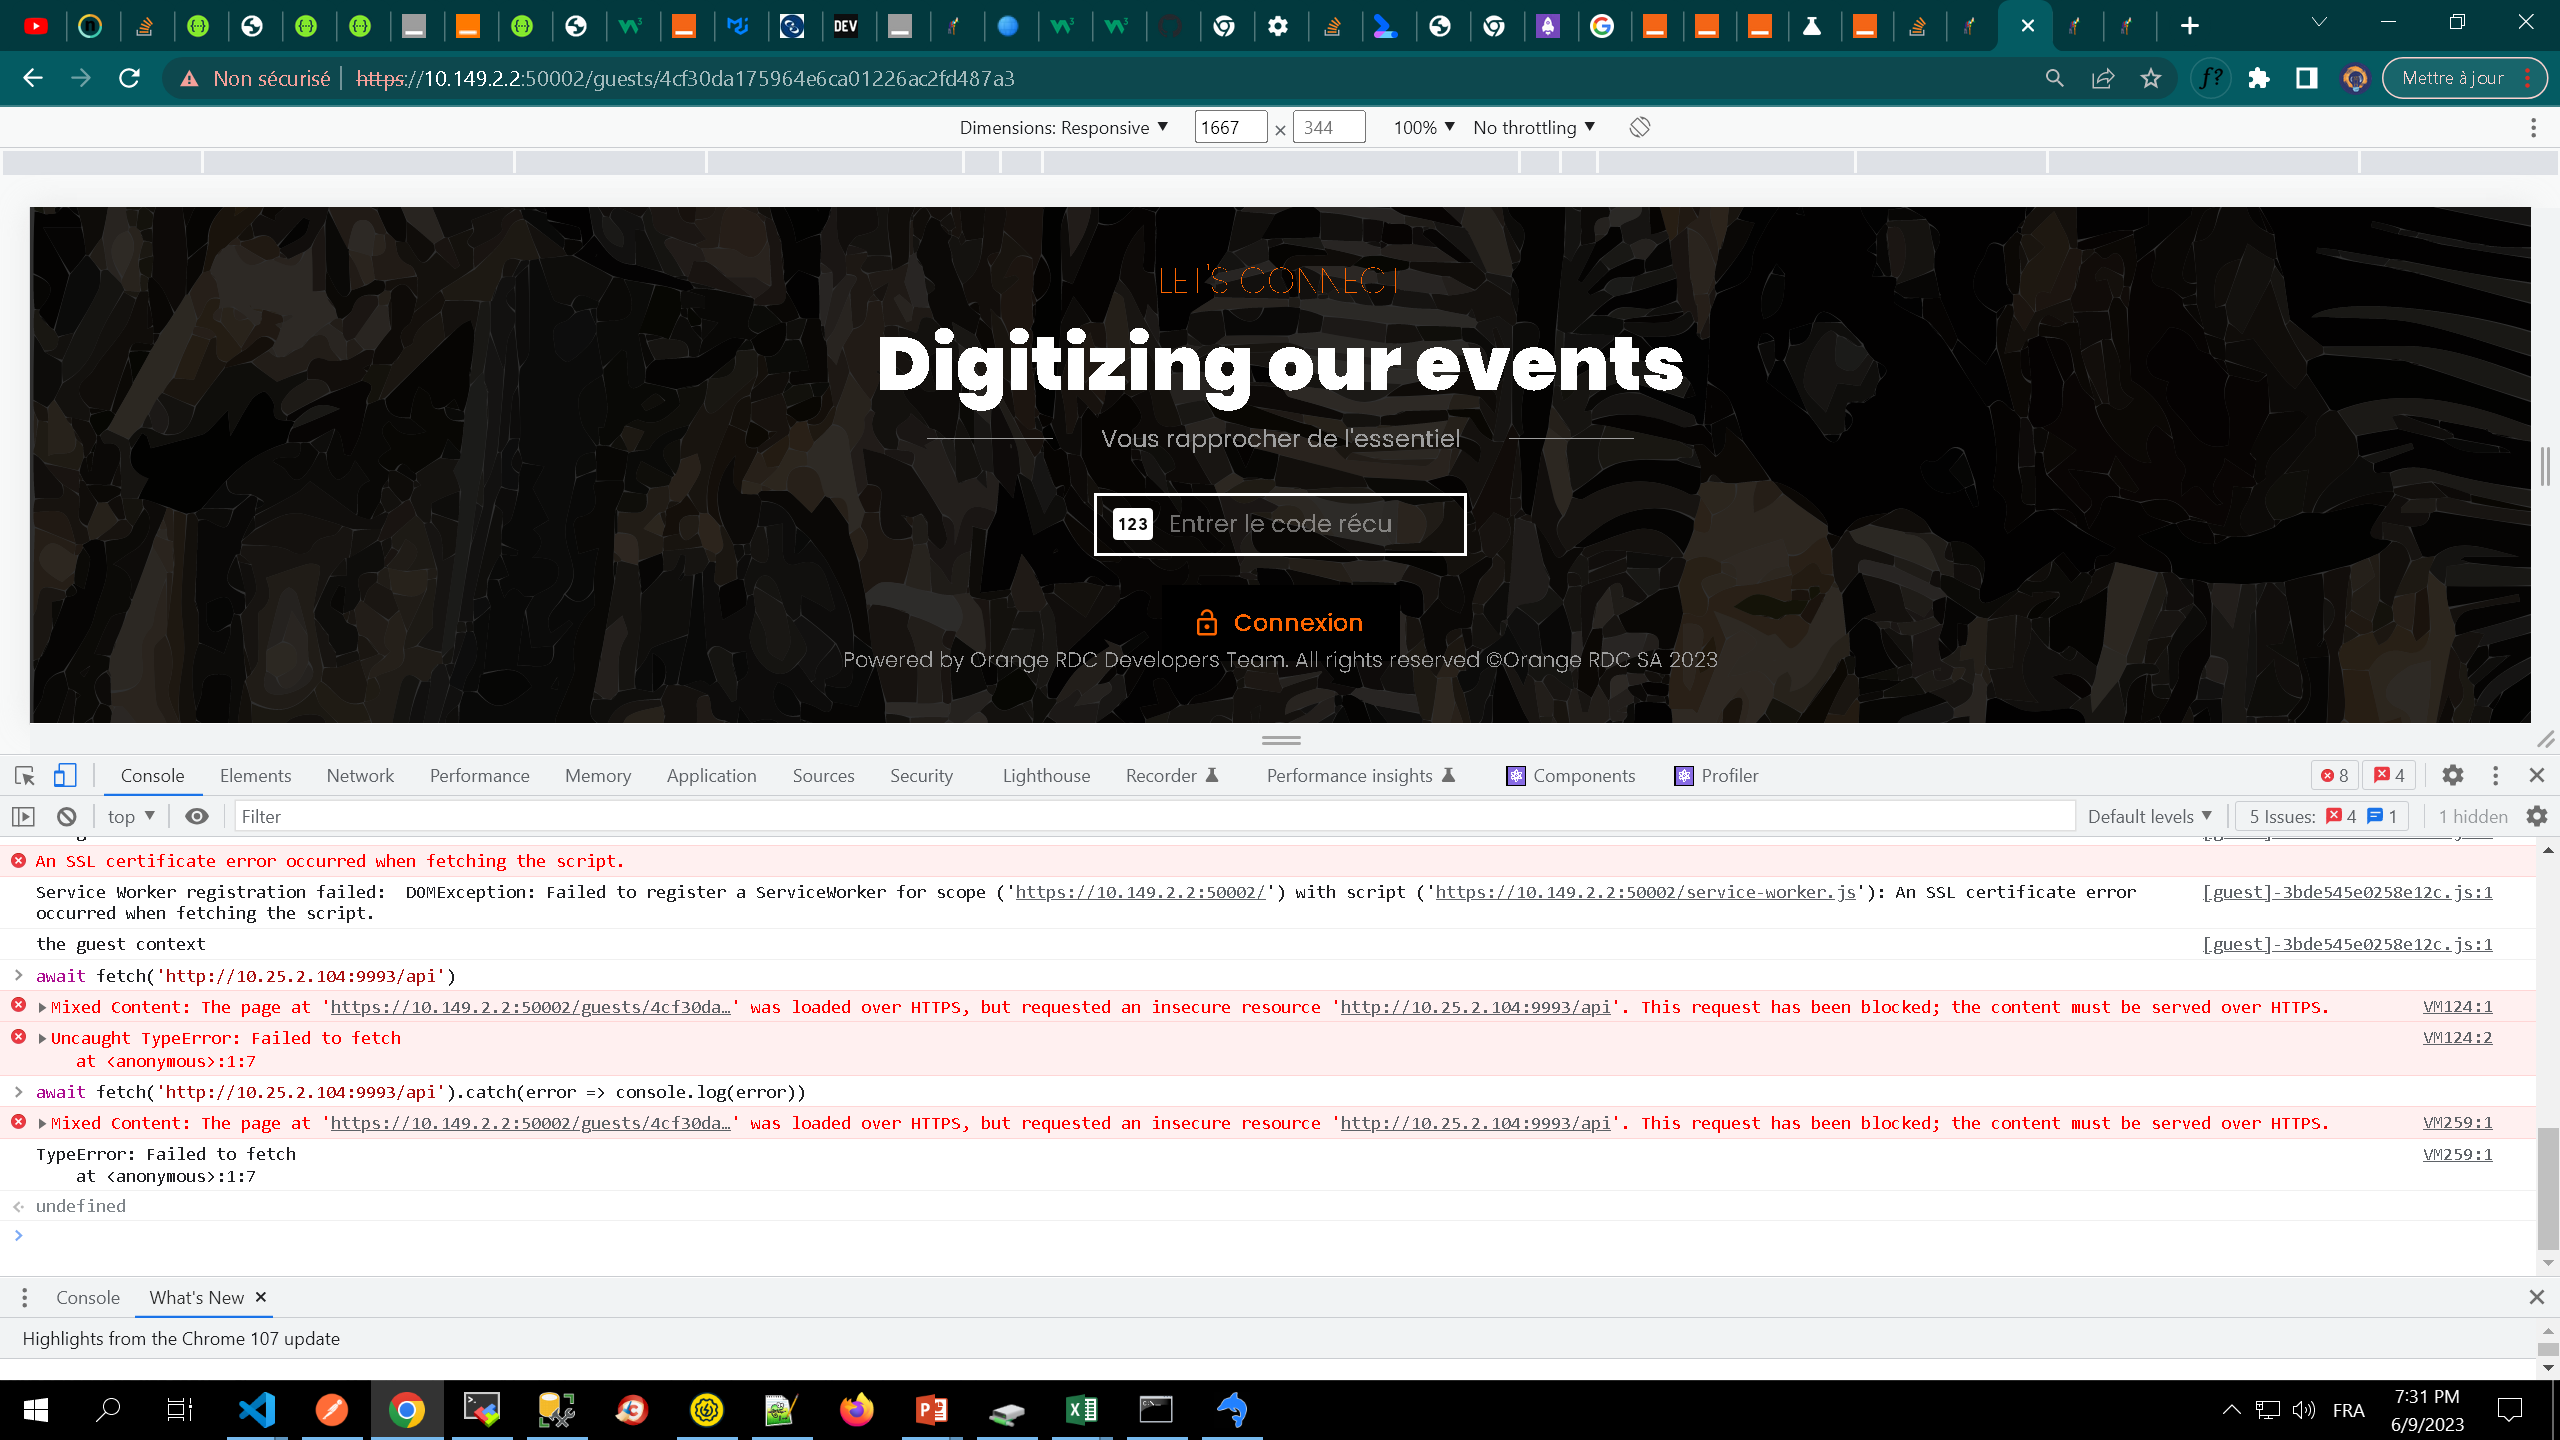 DEV
Non sécurisé
https://10.149.2.2:50002/guests/4cf30da175964e6ca01226ac2fd487a3
f?
Mettre à jour
Dimensions: Responsive
1667 × 344
100%
No throttling
LET'S CONNECT
Digitizing our events
Vous rapprocher de l'essentiel
123 Entrer le code récu
Connexion
Powered by Orange RDC Developers Team. All rights reserved ©Orange RDC SA 2023
Console Elements Network Performance Memory Application Sources Security Lighthouse Recorder Performance insights Components Profiler 8 4
top Filter Default levels 5 Issues: 4 1 1 hidden
An SSL certificate error occurred when fetching the script.
Service Worker registration failed: DOMException: Failed to register a ServiceWorker for scope ('https://10.149.2.2:50002/') with script ('https://10.149.2.2:50002/service-worker.js'): An SSL certificate error [guest]-3bde545e0258e12c.js:1
occurred when fetching the script.
the guest context [guest]-3bde545e0258e12c.js:1
await fetch('http://10.25.2.104:9993/api')
Mixed Content: The page at 'https://10.149.2.2:50002/guests/4cf30da…' was loaded over HTTPS, but requested an insecure resource 'http://10.25.2.104:9993/api'. This request has been blocked; the content must be served over HTTPS. VM124:1
Uncaught TypeError: Failed to fetch VM124:2
at <anonymous>:1:7
await fetch('http://10.25.2.104:9993/api').catch(error => console.log(error))
Mixed Content: The page at 'https://10.149.2.2:50002/guests/4cf30da…' was loaded over HTTPS, but requested an insecure resource 'http://10.25.2.104:9993/api'. This request has been blocked; the content must be served over HTTPS. VM259:1
TypeError: Failed to fetch VM259:1
at <anonymous>:1:7
undefined
Console What's New
Highlights from the Chrome 107 update
FRA
7:31 PM
6/9/2023